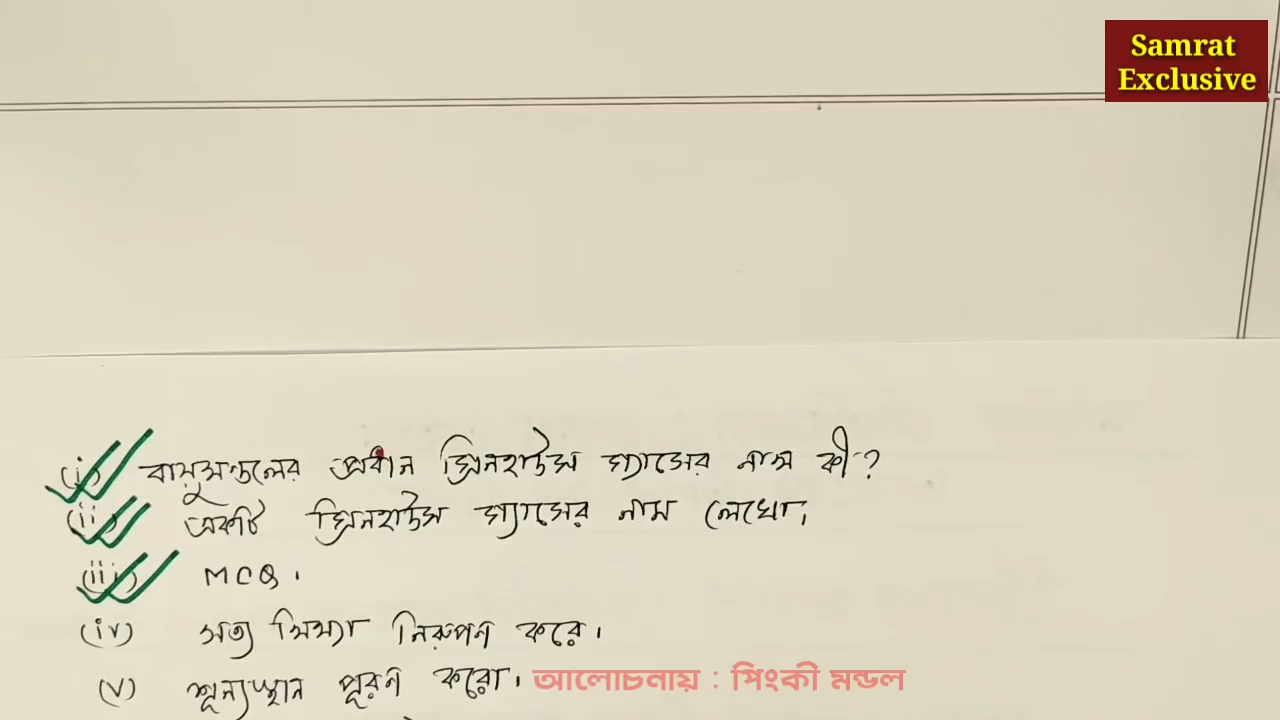 Samrat
Exclusive
(i) বায়ুমণ্ডলের প্রধান গ্রিনহাউস গ্যাসের নাম কী?
(ii) একটি গ্রিনহাউস গ্যাসের নাম লেখো।
(iii) MCQ.
(iv) সত্য মিথ্যা নিরুপন করে।
(v) শূন্যস্থান পূরণ করো।
আলোচনায় : পিংকী মন্ডল